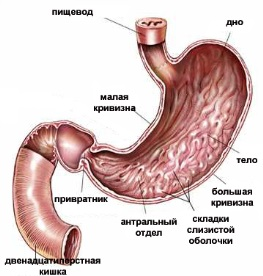 пищевод
дно
малая
кривизна
тело
большая
кривизна
привратник
складки
слизистой
оболочки
антральный
отдел
двенадцатиперстная
кишка